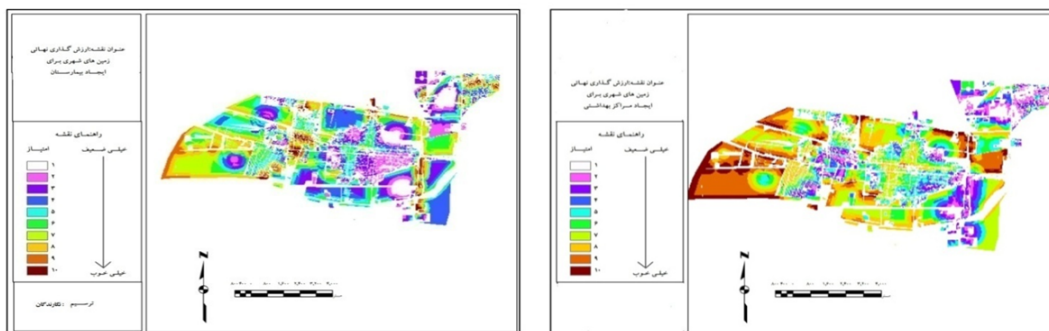 عنوان نقشه:ارزش گذاری نهائی
زمین های شهری برای
ایجاد بیمارستان
راهنمای نقشه
امتیاز
خیلی ضعیف
۱
۲
۳
۴
۵
۶
۷
۸
۹
۱۰
خیلی خوب
ترسیم : نگارندگان
N
عنوان نقشه:ارزش گذاری نهائی
زمین های شهری برای
ایجاد مراکز بهداشتی
راهنمای نقشه
امتیاز
خیلی ضعیف
۱
۲
۳
۴
۵
۶
۷
۸
۹
۱۰
خیلی خوب
N